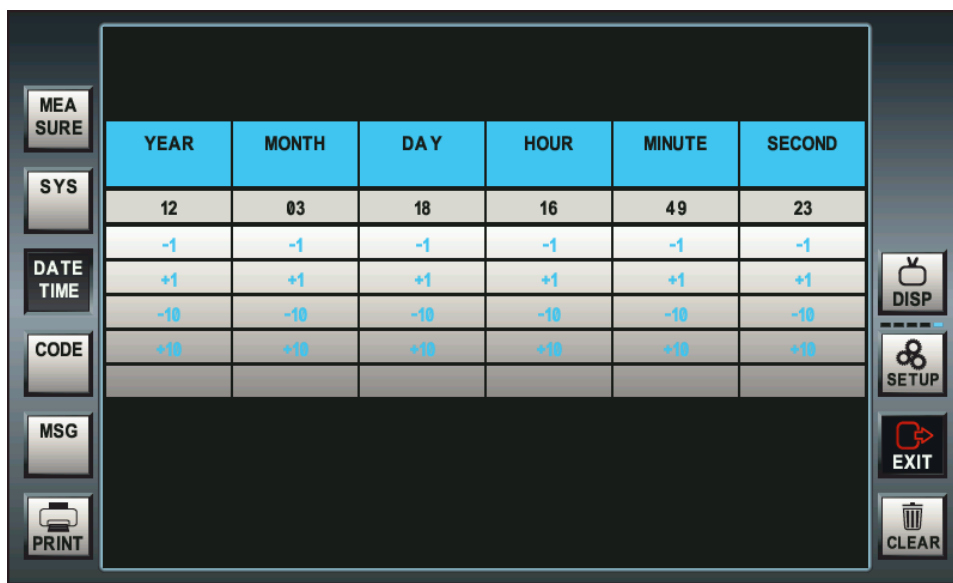 MEA
SURE
SYS
DATE
TIME
CODE
MSG
PRINT
YEAR MONTH DAY HOUR MINUTE SECOND
12 03 18 16 49 23
-1 -1 -1 -1 -1 -1
+1 +1 +1 +1 +1 +1
-10 -10 -10 -10 -10 -10
+10 +10 +10 +10 +10 +10
DISP
SETUP
EXIT
CLEAR